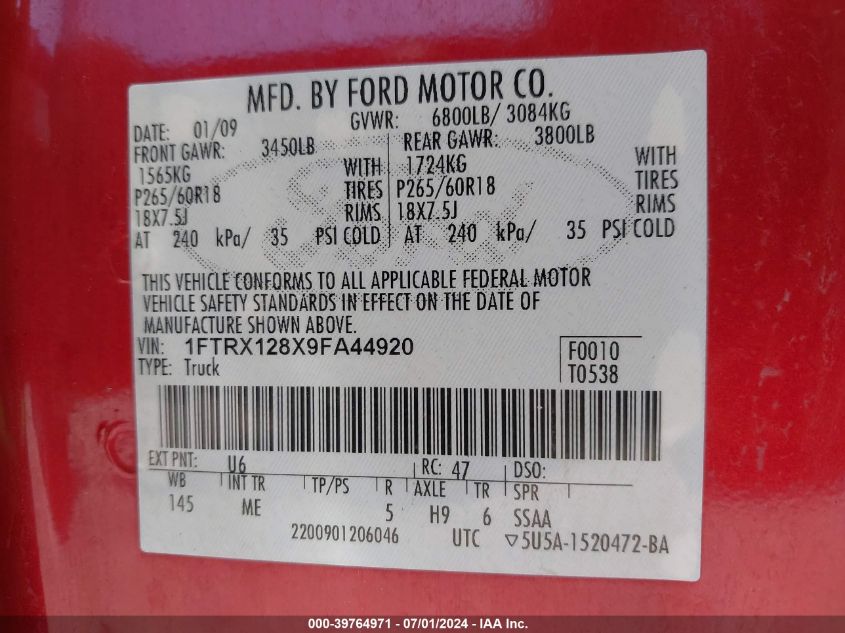 MFD. BY FORD MOTOR CO.
DATE: 01/09 GVWR: 6800LB/ 3084KG
FRONT GAWR: 3450LB REAR GAWR: 3800LB
1565KG WITH 1724KG WITH
P265/60R18 TIRES P265/60R18 TIRES
18X7.5J RIMS 18X7.5J RIMS
AT 240 kPa/ 35 PSI COLD AT 240 kPa/ 35 PSI COLD
THIS VEHICLE CONFORMS TO ALL APPLICABLE FEDERAL MOTOR
VEHICLE SAFETY STANDARDS IN EFFECT ON THE DATE OF
MANUFACTURE SHOWN ABOVE.
VIN: 1FTRX128X9FA44920 F0010
TYPE: Truck T0538
EXT PNT: U6 RC: 47 DSO:
WB INT TR TP/PS R AXLE TR SPR
145 ME 5 H9 6 SSAA
2200901206046 UTC ▽5U5A-1520472-BA
000-39764971 / 07/01/2024 / IAA Inc.